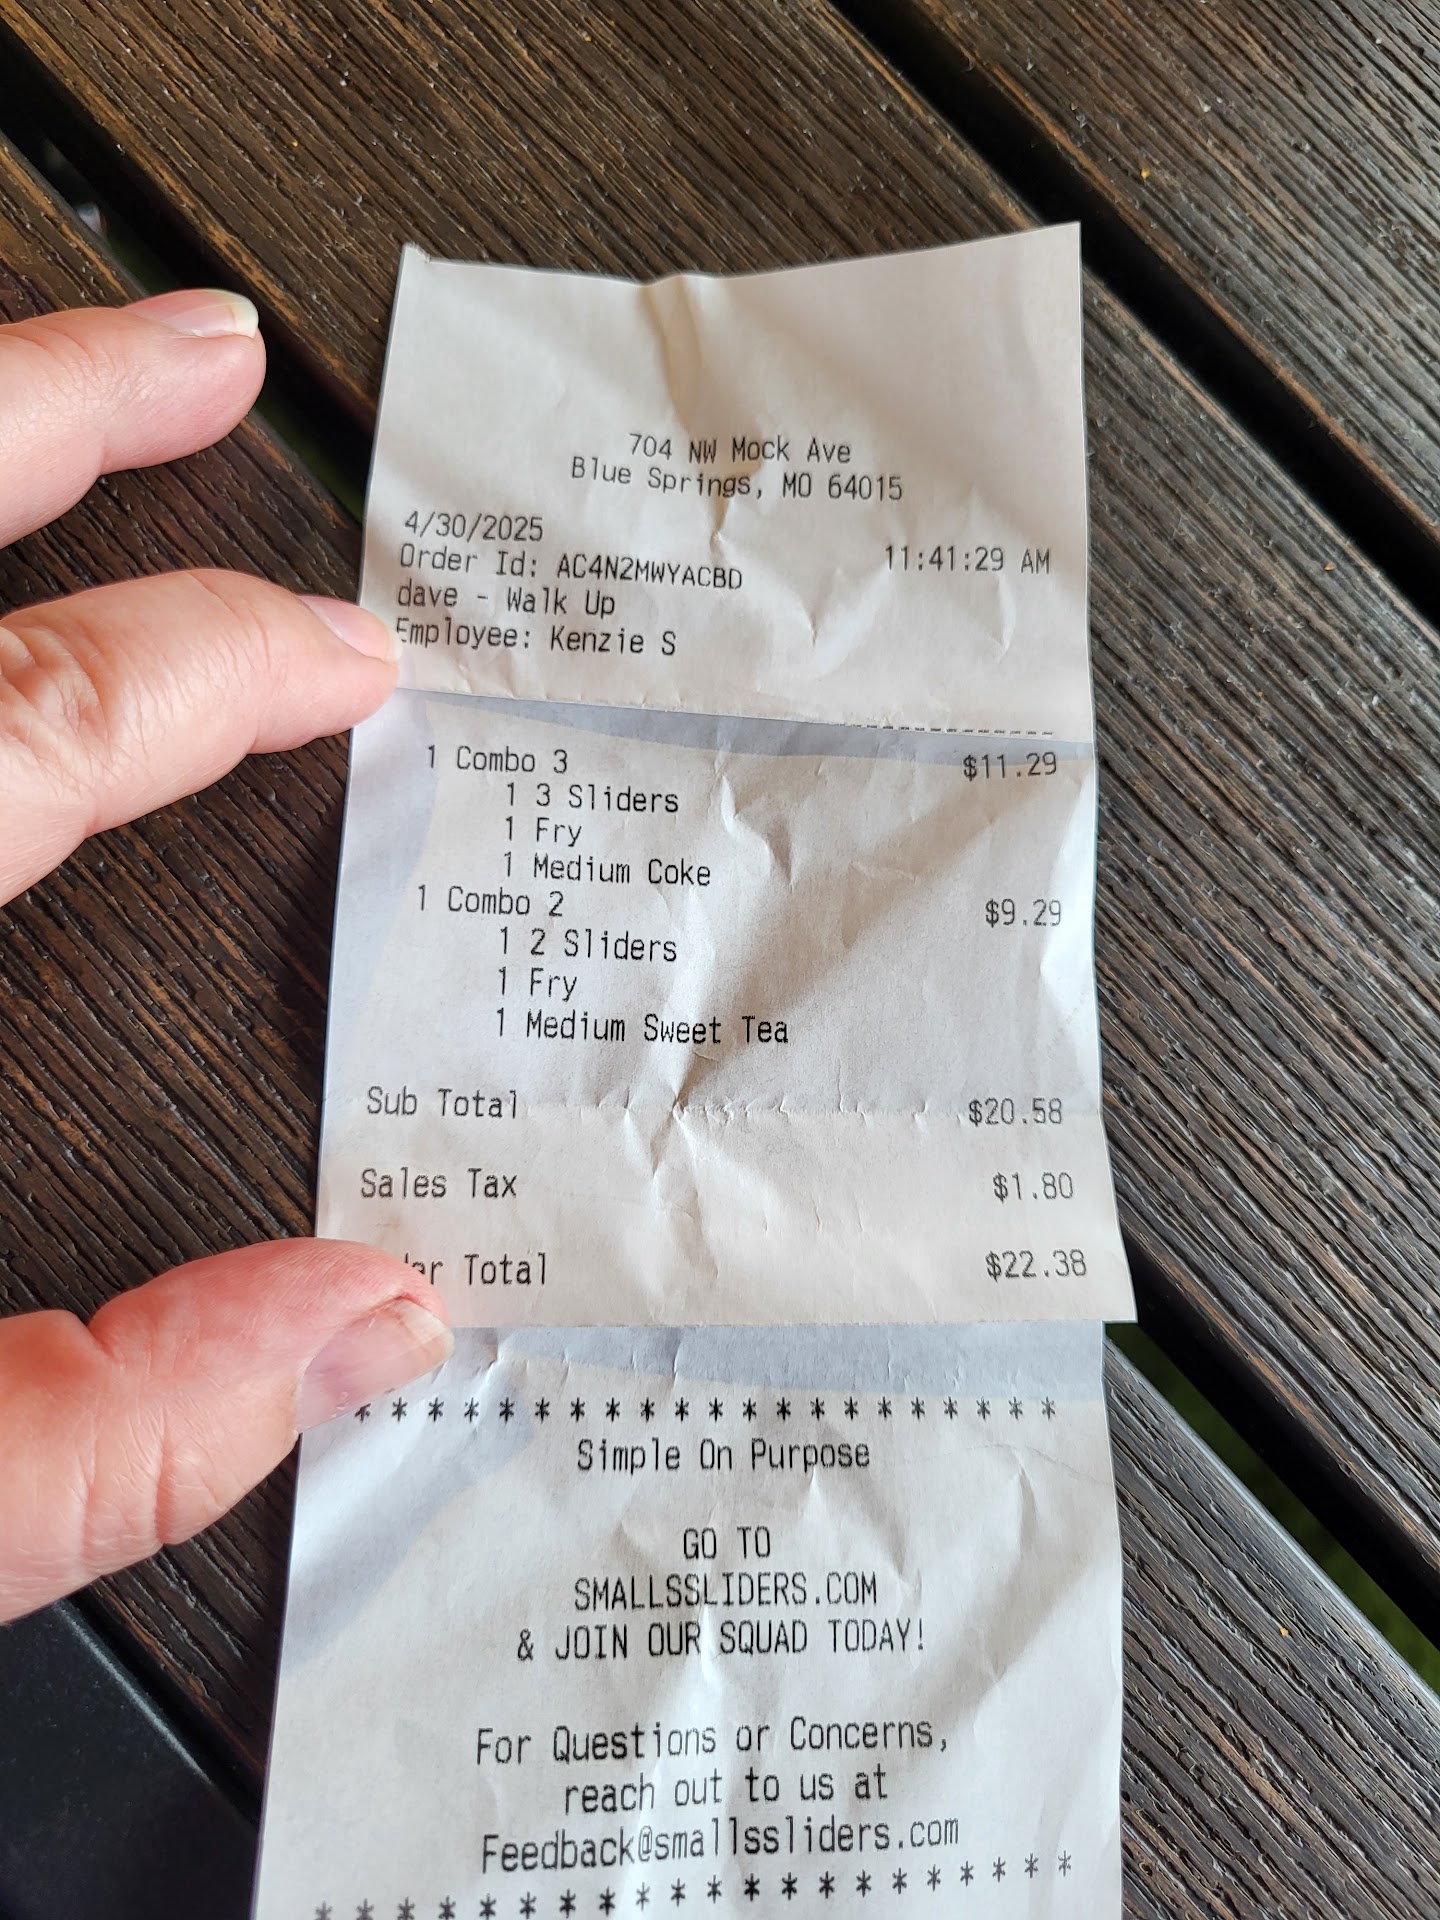 704 NW Mock Ave
Blue Springs, MO 64015
4/30/2025
11:41:29 AM
Order Id: AC4N2MWYACBD
dave - Walk Up
Employee: Kenzie S
1 Combo 3 $11.29
1 3 Sliders
1 Fry
1 Medium Coke
1 Combo 2 $9.29
1 2 Sliders
1 Fry
1 Medium Sweet Tea
Sub Total $20.58
Sales Tax $1.80
Total $22.38
* * * * * * * * * * * * * * * * * * * *
Simple On Purpose
GO TO
SMALLSSLIDERS.COM
& JOIN OUR SQUAD TODAY!
For Questions or Concerns,
reach out to us at
Feedback@smallssliders.com
* * * * * * * * * * * * * * * * * * * *